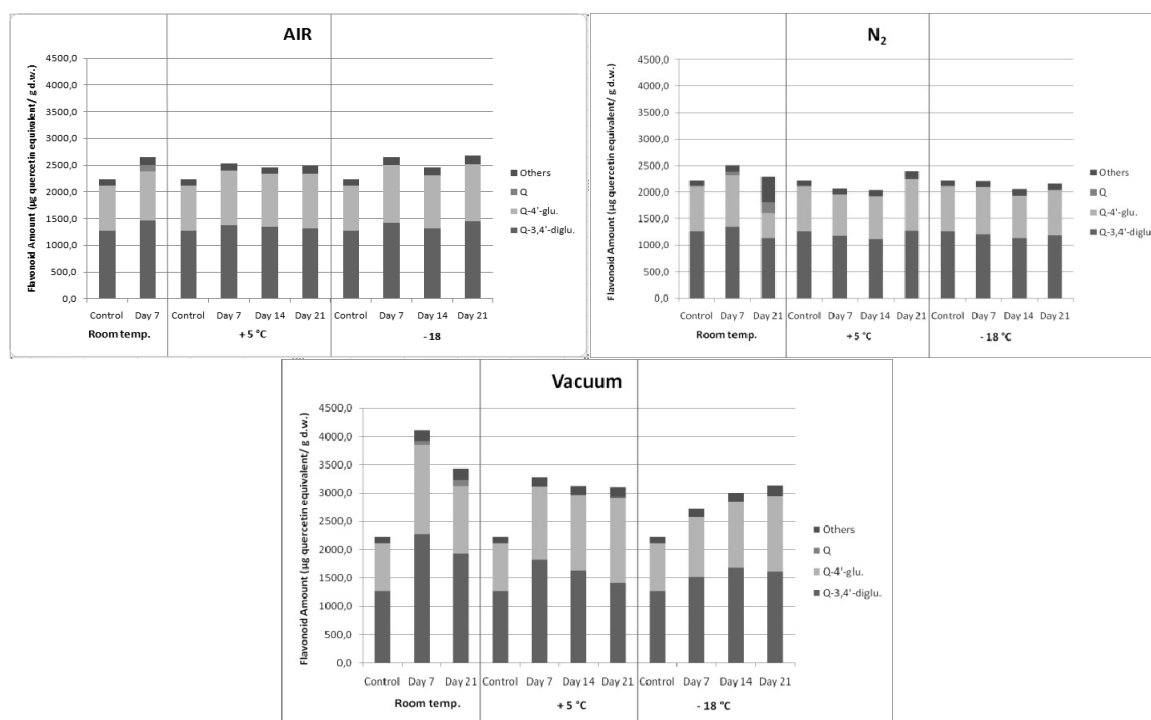 AIR
Flavonoid Amount (µg quercetin equivalent/ g d.w.)
4500,0
4000,0
3500,0
3000,0
2500,0
2000,0
1500,0
1000,0
500,0
0,0
Others
Q
Q-4'-glu.
Q-3,4'-diglu.
Control Day 7 Control Day 7 Day 14 Day 21 Control Day 7 Day 14 Day 21
Room temp. + 5 °C - 18
N₂
Flavonoid Amount (µg quercetin equivalent/ g d.w.)
4500,0
4000,0
3500,0
3000,0
2500,0
2000,0
1500,0
1000,0
500,0
0,0
Others
Q
Q-4'-glu.
Q-3,4'-diglu.
Control Day 7 Day 21 Control Day 7 Day 14 Day 21 Control Day 7 Day 14 Day 21
Room temp. +5 °C - 18 °C
Vacuum
Flavonoid Amount (µg quercetin equivalent/ g d.w.)
4500,0
4000,0
3500,0
3000,0
2500,0
2000,0
1500,0
1000,0
500,0
0,0
Others
Q
Q-4'-glu.
Q-3,4'-diglu.
Control Day 7 Day 21 Control Day 7 Day 14 Day 21 Control Day 7 Day 14 Day 21
Room temp. + 5 °C - 18 °C